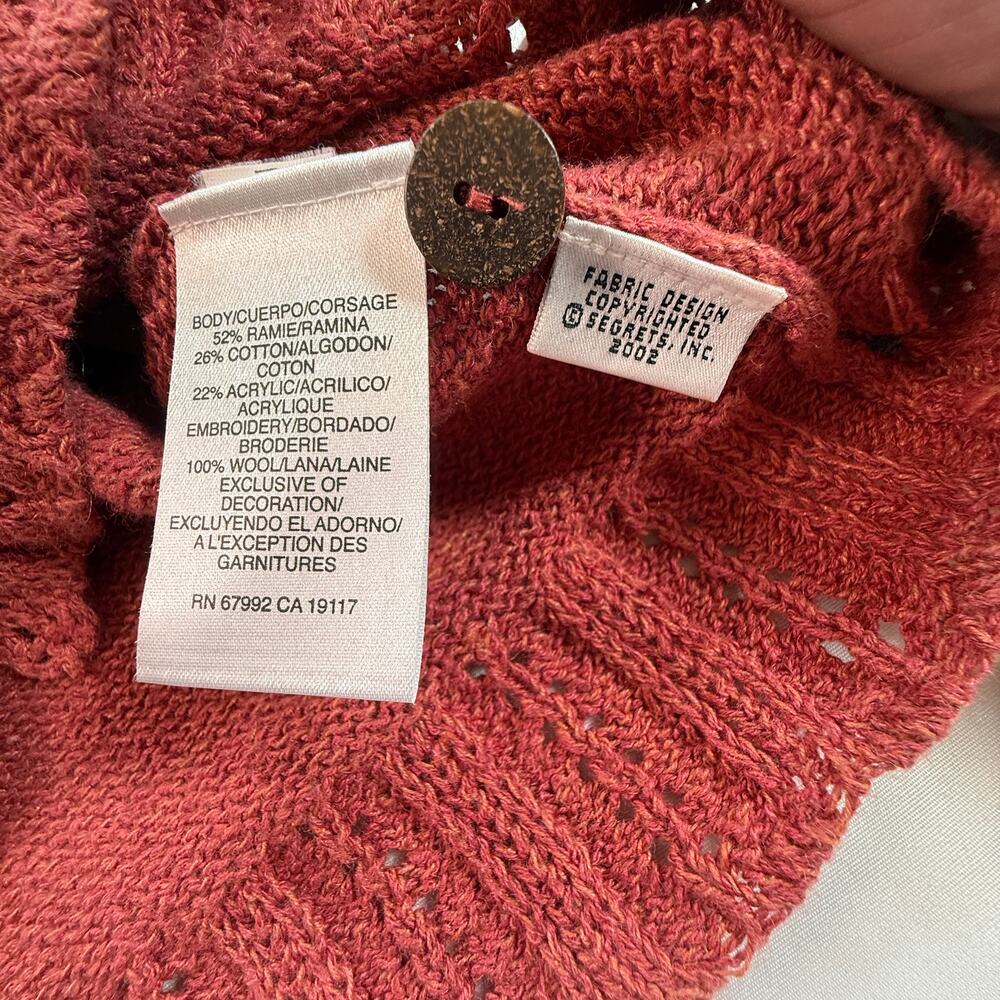 BODY/CUERPO/CORSAGE
52% RAMIE/RAMINA
26% COTTON/ALGODON/
COTON
22% ACRYLIC/ACRILICO/
ACRYLIQUE
EMBROIDERY/BORDADO/
BRODERIE
100% WOOL/LANA/LAINE
EXCLUSIVE OF
DECORATION/
EXCLUYENDO EL ADORNO/
A L'EXCEPTION DES
GARNITURES
RN 67992 CA 19117
FABRIC DESIGN
COPYRIGHTED
© SEGRETS, INC.
2002